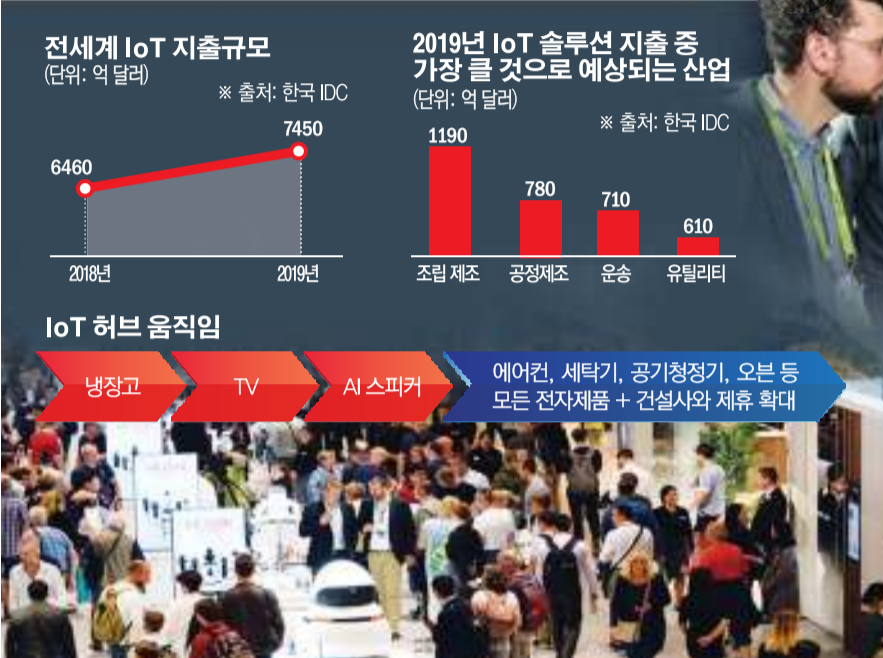 전세계 IoT 지출규모
(단위: 억 달러)
※ 출처: 한국 IDC
6460
7450
2018년
2019년
2019년 IoT 솔루션 지출 중
가장 클 것으로 예상되는 산업
(단위: 억 달러)
※ 출처: 한국 IDC
1190
780
710
610
조립 제조
공정제조
운송
유틸리티
IoT 허브 움직임
냉장고
TV
AI 스피커
에어컨, 세탁기, 공기청정기, 오븐 등
모든 전자제품 + 건설사와 제휴 확대